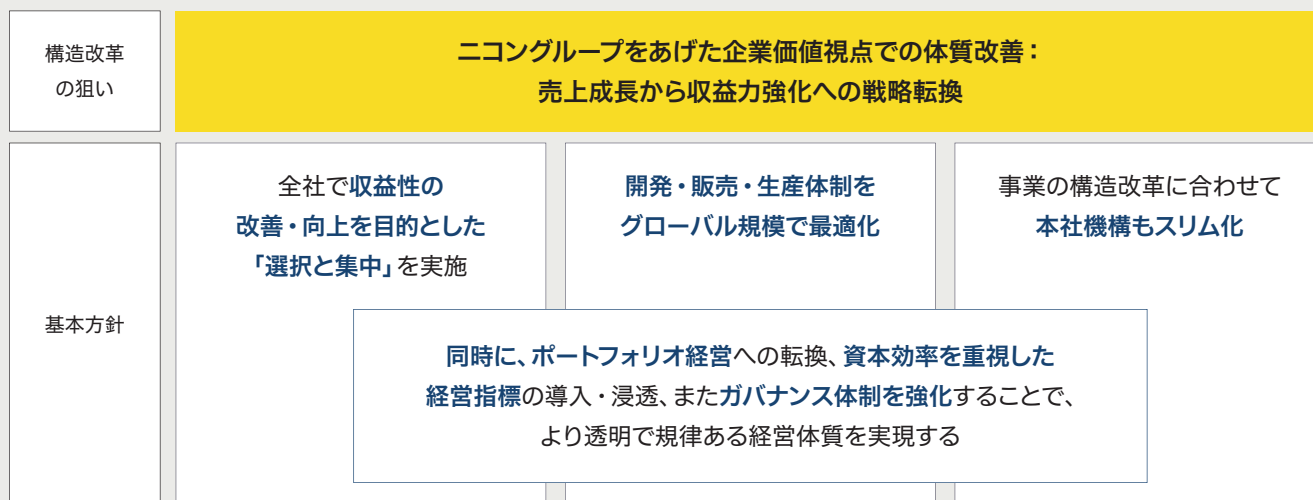 構造改革
の狙い
ニコングループをあげた企業価値視点での体質改善：
売上成長から収益力強化への戦略転換
基本方針
全社で収益性の
改善・向上を目的とした
「選択と集中」を実施
開発・販売・生産体制を
グローバル規模で最適化
事業の構造改革に合わせて
本社機構もスリム化
同時に、ポートフォリオ経営への転換、資本効率を重視した
経営指標の導入・浸透、またガバナンス体制を強化することで、
より透明で規律ある経営体質を実現する